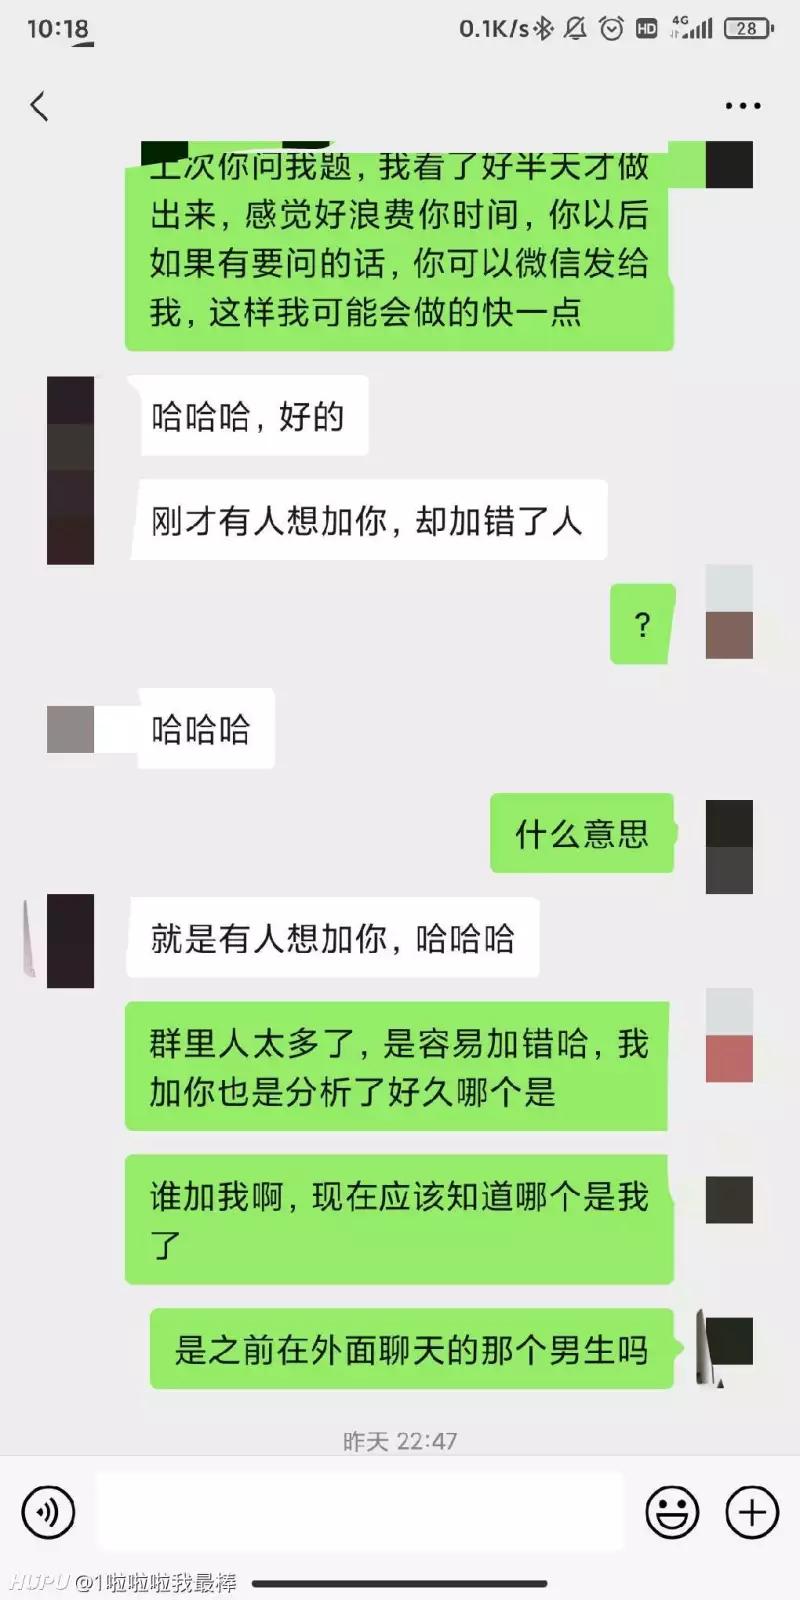 10:18
0.1K/s HD 4G 28
上次你问我题，我看了好半天才做
出来，感觉好浪费你时间，你以后
如果有要问的话，你可以微信发给
我，这样我可能会做的快一点
哈哈哈，好的
刚才有人想加你，却加错了人
？
哈哈哈
什么意思
就是有人想加你，哈哈哈
群里人太多了，是容易加错哈，我
加你也是分析了好久哪个是
谁加我啊，现在应该知道哪个是我
了
是之前在外面聊天的那个男生吗
昨天 22:47
HUPU @1啦啦啦我最棒